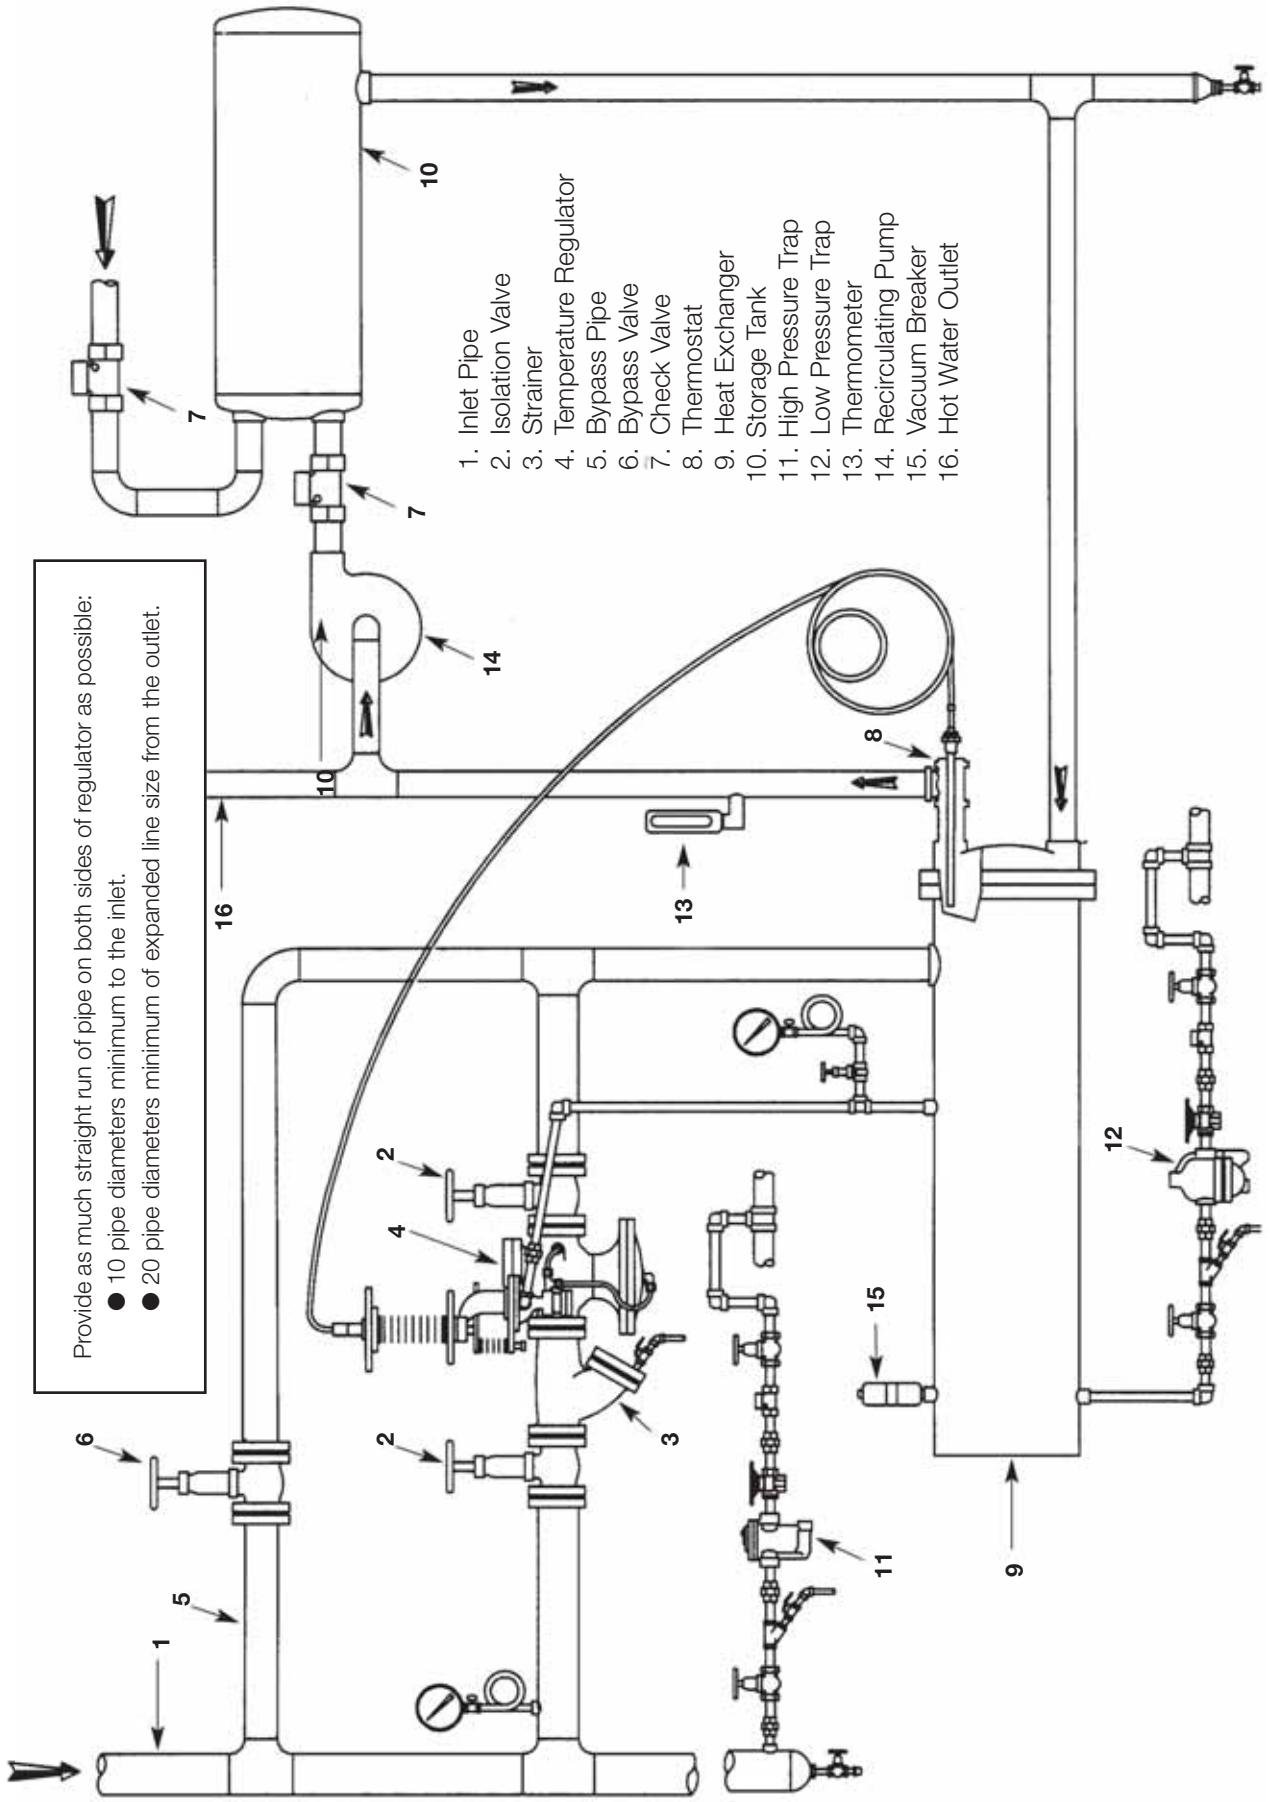 Provide as much straight run of pipe on both sides of regulator as possible:
● 10 pipe diameters minimum to the inlet.
● 20 pipe diameters minimum of expanded line size from the outlet.
1. Inlet Pipe
2. Isolation Valve
3. Strainer
4. Temperature Regulator
5. Bypass Pipe
6. Bypass Valve
7. Check Valve
8. Thermostat
9. Heat Exchanger
10. Storage Tank
11. High Pressure Trap
12. Low Pressure Trap
13. Thermometer
14. Recirculating Pump
15. Vacuum Breaker
16. Hot Water Outlet
1
5
6
2
3
4
2
16
10
14
7
7
10
13
8
11
15
9
12